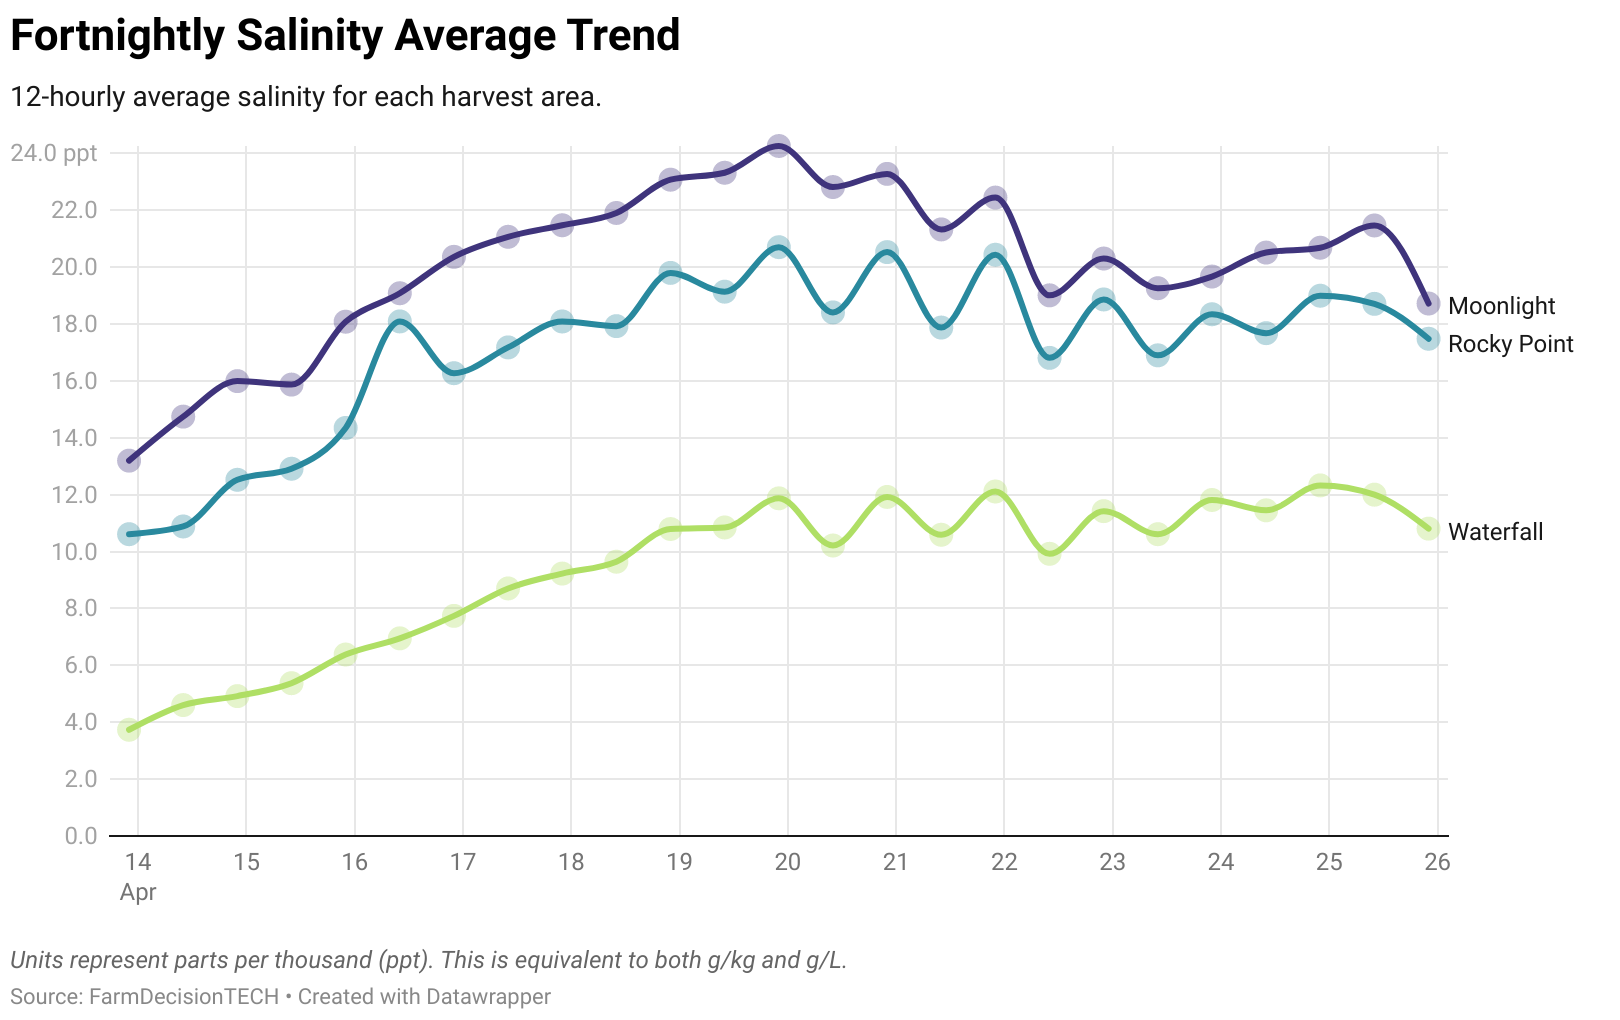 Fortnightly Salinity Average Trend
12-hourly average salinity for each harvest area.
24.0 ppt
22.0
20.0
18.0
16.0
14.0
12.0
10.0
8.0
6.0
4.0
2.0
0.0
Moonlight
Rocky Point
Waterfall
14 15 16 17 18 19 20 21 22 23 24 25 26
Apr
Units represent parts per thousand (ppt). This is equivalent to both g/kg and g/L.
Source: FarmDecisionTECH • Created with Datawrapper